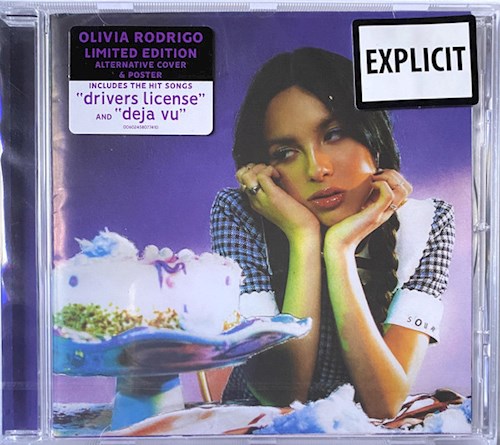 OLIVIA RODRIGO
LIMITED EDITION
ALTERNATIVE COVER
& POSTER
INCLUDES THE HIT SONGS
"drivers license"
AND "deja vu"
EXPLICIT
SOUR